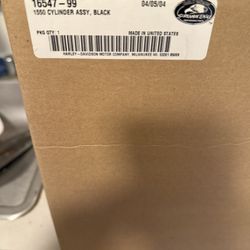 16547-99 04/05/04
1550 CYLINDER ASSY, BLACK
PKG QTY: 1 MADE IN UNITED STATES
HARLEY-DAVIDSON MOTOR COMPANY, MILWAUKEE WI 53201